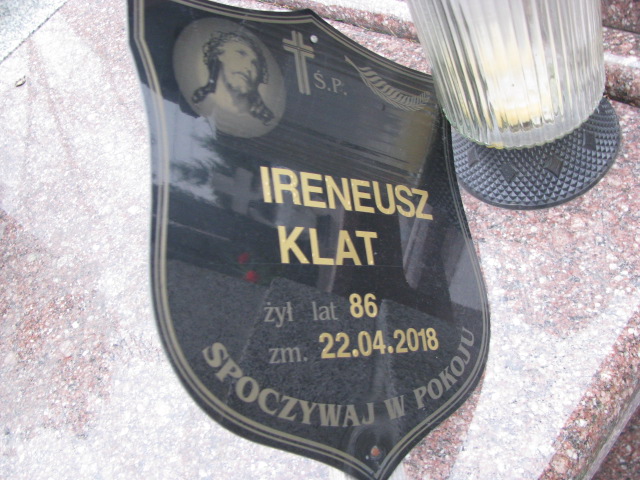 Ś.P.
IRENEUSZ
KLAT
żył lat 86
zm. 22.04.2018
SPOCZYWAJ W POKOJU